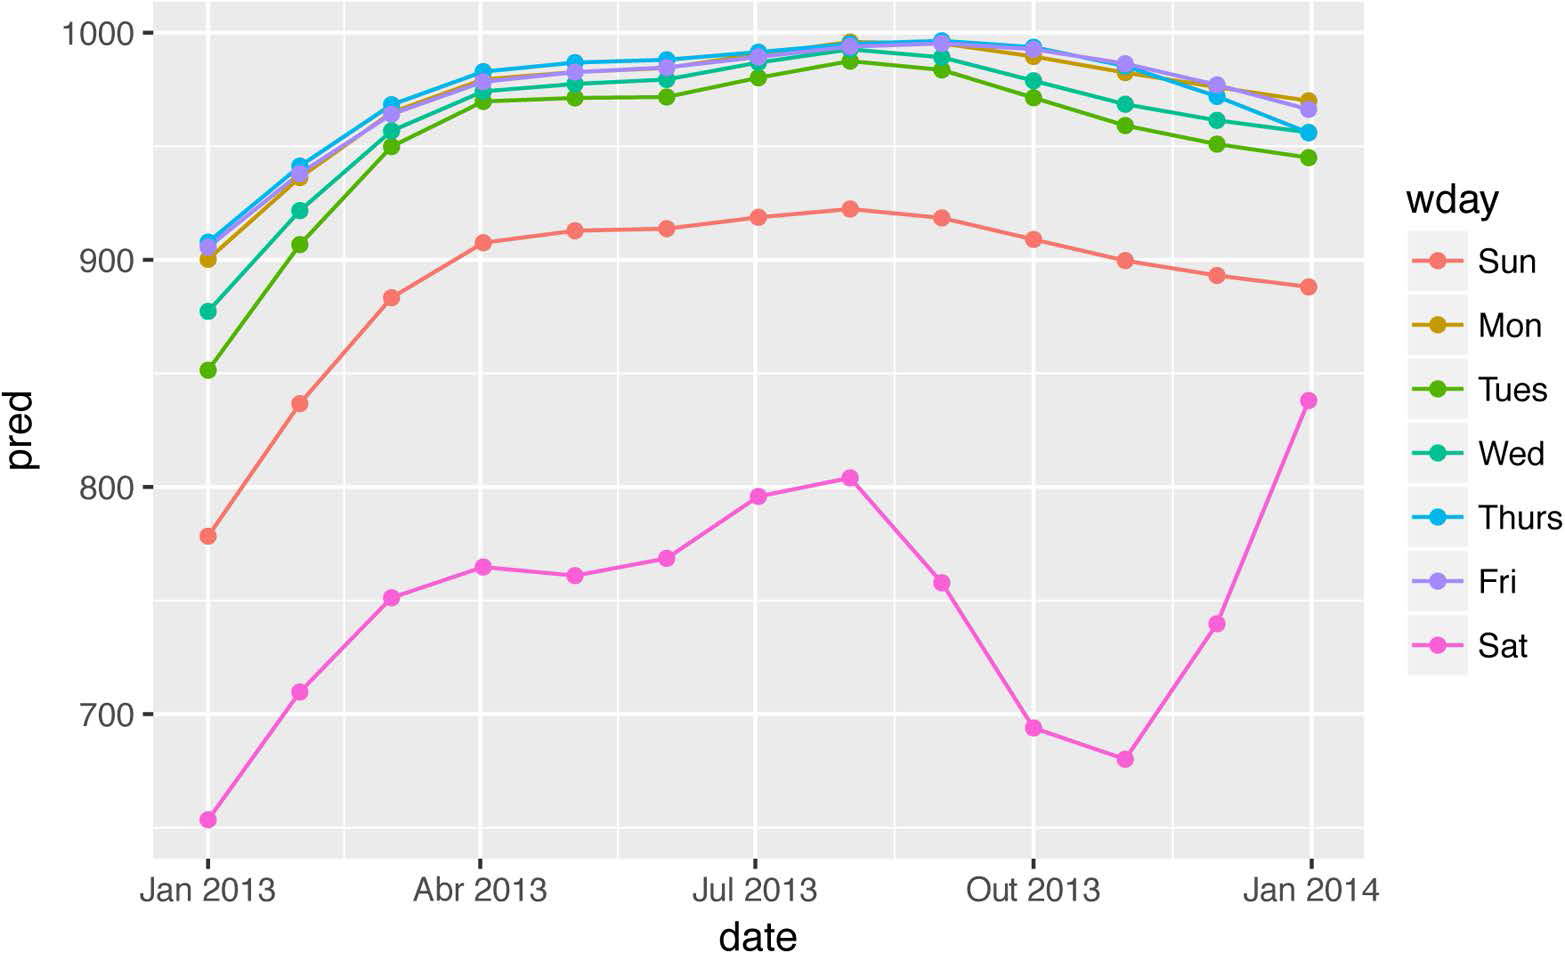 1000
900
800
700
pred
Jan 2013 Abr 2013 Jul 2013 Out 2013 Jan 2014
date
wday
Sun
Mon
Tues
Wed
Thurs
Fri
Sat